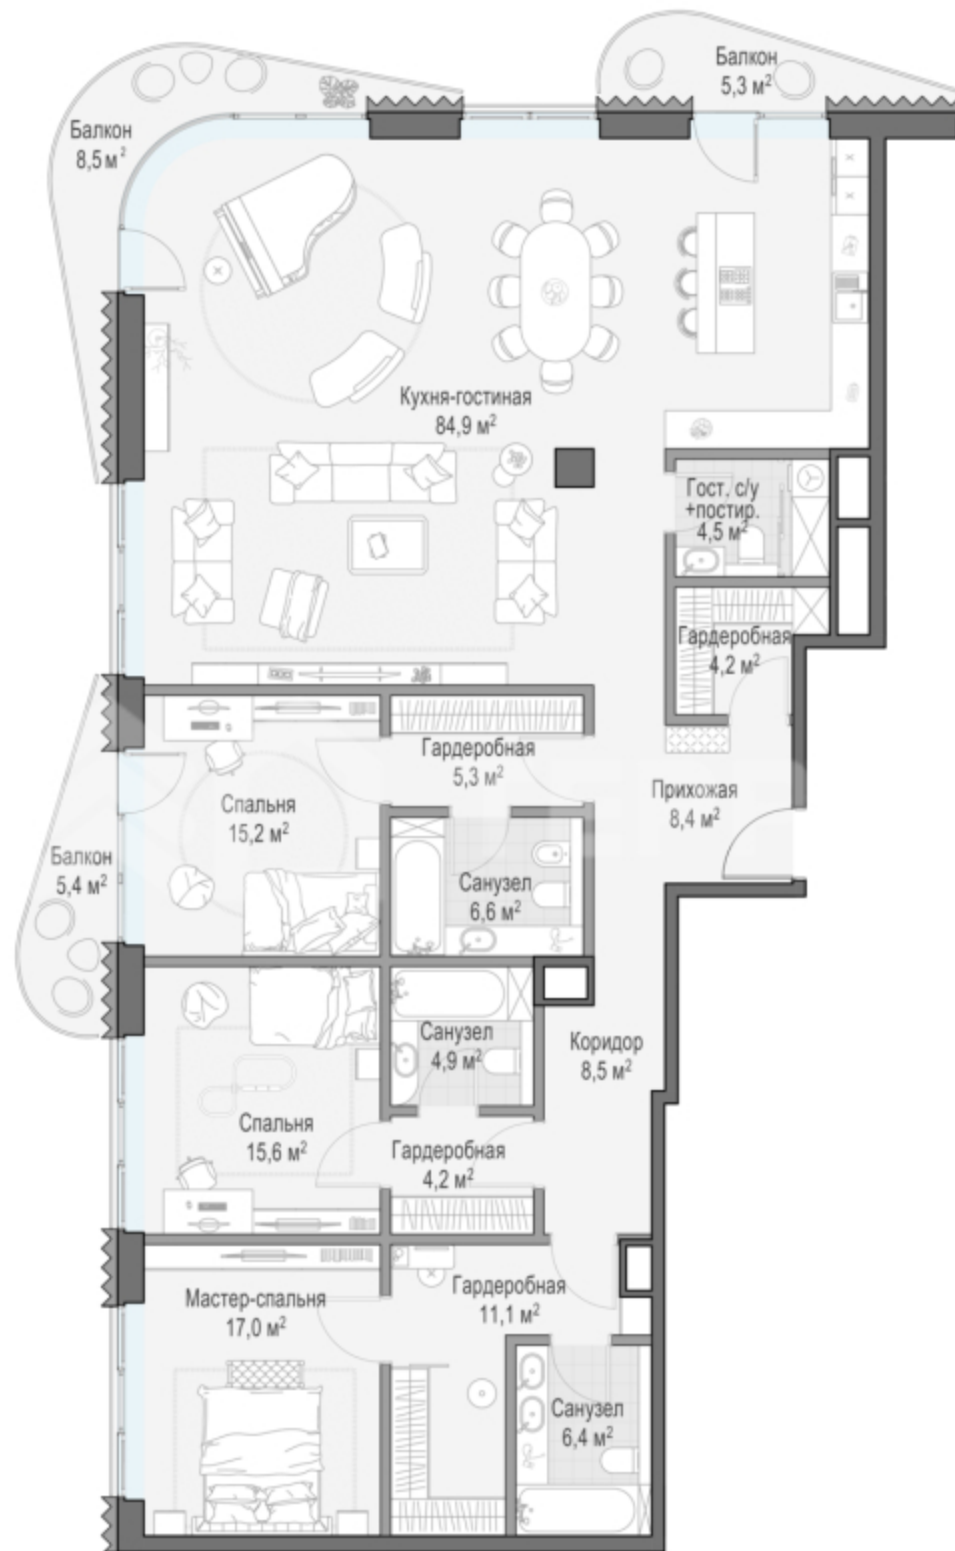 Балкон
5,3 м²
Балкон
8,5 м²
Кухня-гостиная
84,9 м²
Гост. с/у
+постир.
4,5 м²
Гардеробная
4,2 м²
Гардеробная
5,3 м²
Прихожая
8,4 м²
Спальня
15,2 м²
Балкон
5,4 м²
Санузел
6,6 м²
Санузел
4,9 м²
Коридор
8,5 м²
Спальня
15,6 м²
Гардеробная
4,2 м²
Гардеробная
11,1 м²
Мастер-спальня
17,0 м²
Санузел
6,4 м²